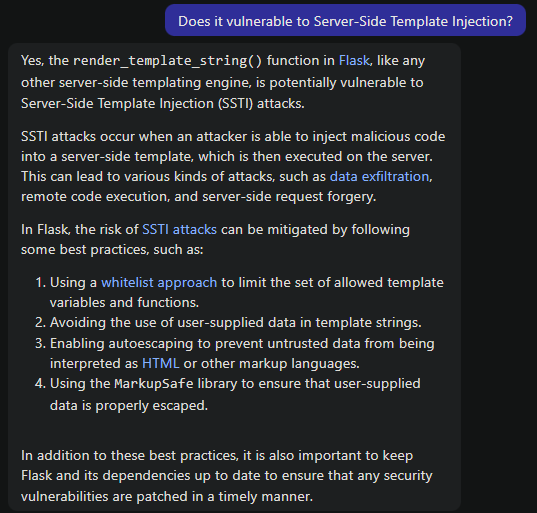 Does it vulnerable to Server-Side Template Injection?
Yes, the render_template_string() function in Flask, like any
other server-side templating engine, is potentially vulnerable to
Server-Side Template Injection (SSTI) attacks.
SSTI attacks occur when an attacker is able to inject malicious code
into a server-side template, which is then executed on the server.
This can lead to various kinds of attacks, such as data exfiltration,
remote code execution, and server-side request forgery.
In Flask, the risk of SSTI attacks can be mitigated by following
some best practices, such as:
1. Using a whitelist approach to limit the set of allowed template
variables and functions.
2. Avoiding the use of user-supplied data in template strings.
3. Enabling autoescaping to prevent untrusted data from being
interpreted as HTML or other markup languages.
4. Using the MarkupSafe library to ensure that user-supplied
data is properly escaped.
In addition to these best practices, it is also important to keep
Flask and its dependencies up to date to ensure that any security
vulnerabilities are patched in a timely manner.